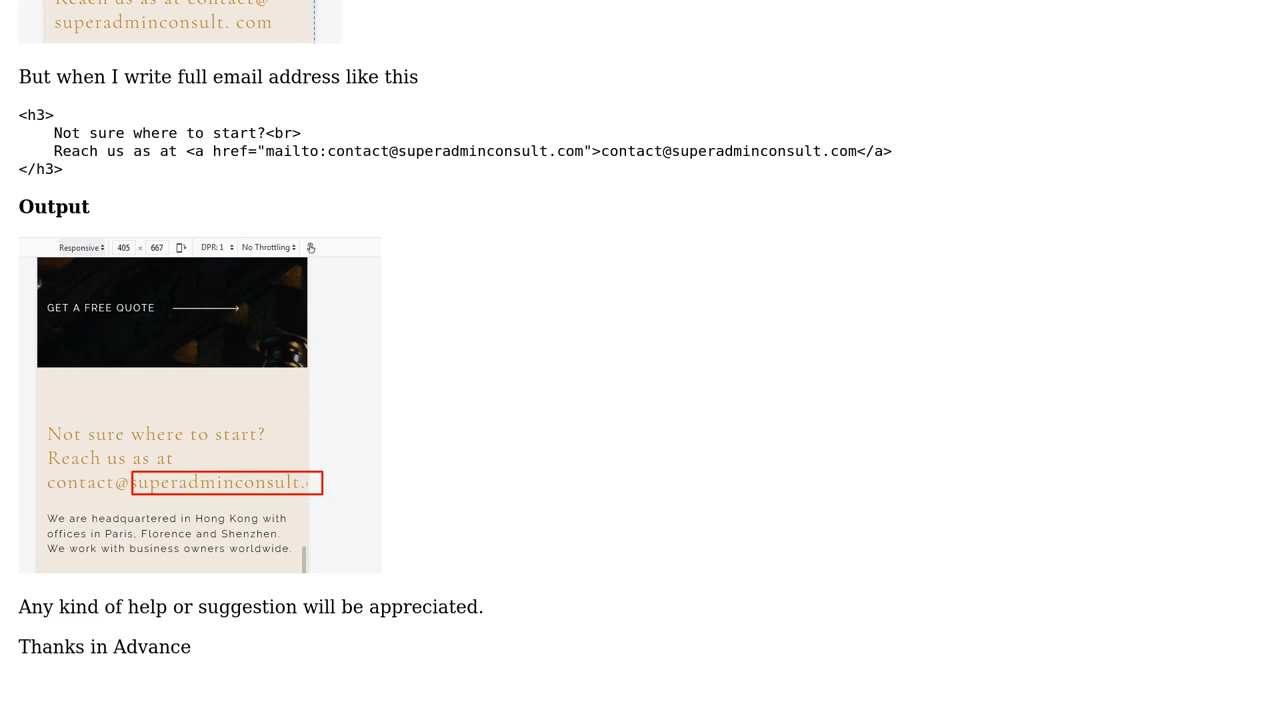 Reach us as at contact@
superadminconsult. com
But when I write full email address like this
<h3>
    Not sure where to start?<br>
    Reach us as at <a href="mailto:contact@superadminconsult.com">contact@superadminconsult.com</a>
</h3>
Output
Responsive 405 × 667 DPR: 1 No Throttling
GET A FREE QUOTE
Not sure where to start?
Reach us as at
contact@superadminconsult.
We are headquartered in Hong Kong with
offices in Paris, Florence and Shenzhen.
We work with business owners worldwide.
Any kind of help or suggestion will be appreciated.
Thanks in Advance